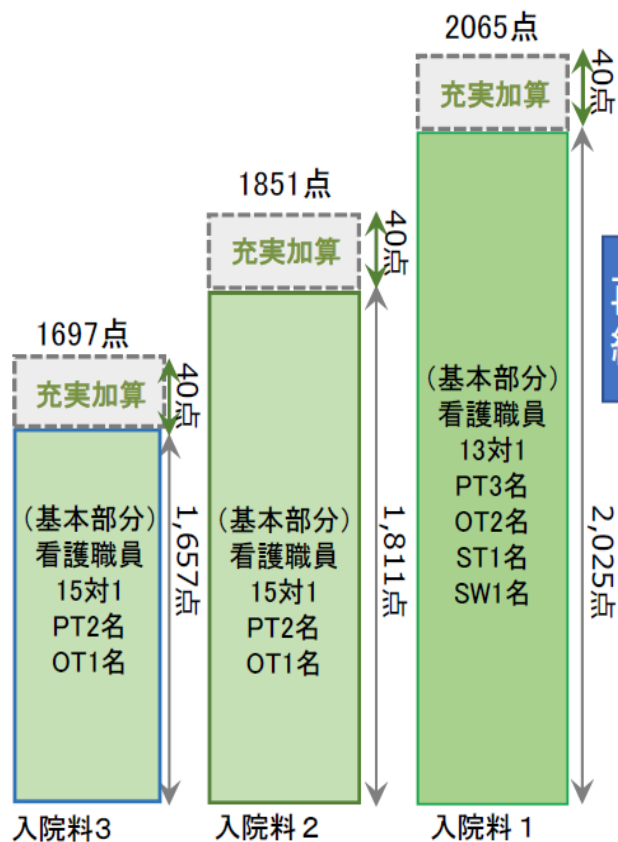 2065点
充実加算
40点
(基本部分)
看護職員
13対1
PT3名
OT2名
ST1名
SW1名
2,025点
入院料1
1851点
充実加算
40点
(基本部分)
看護職員
15対1
PT2名
OT1名
1,811点
入院料2
1697点
充実加算
40点
(基本部分)
看護職員
15対1
PT2名
OT1名
1,657点
入院料3